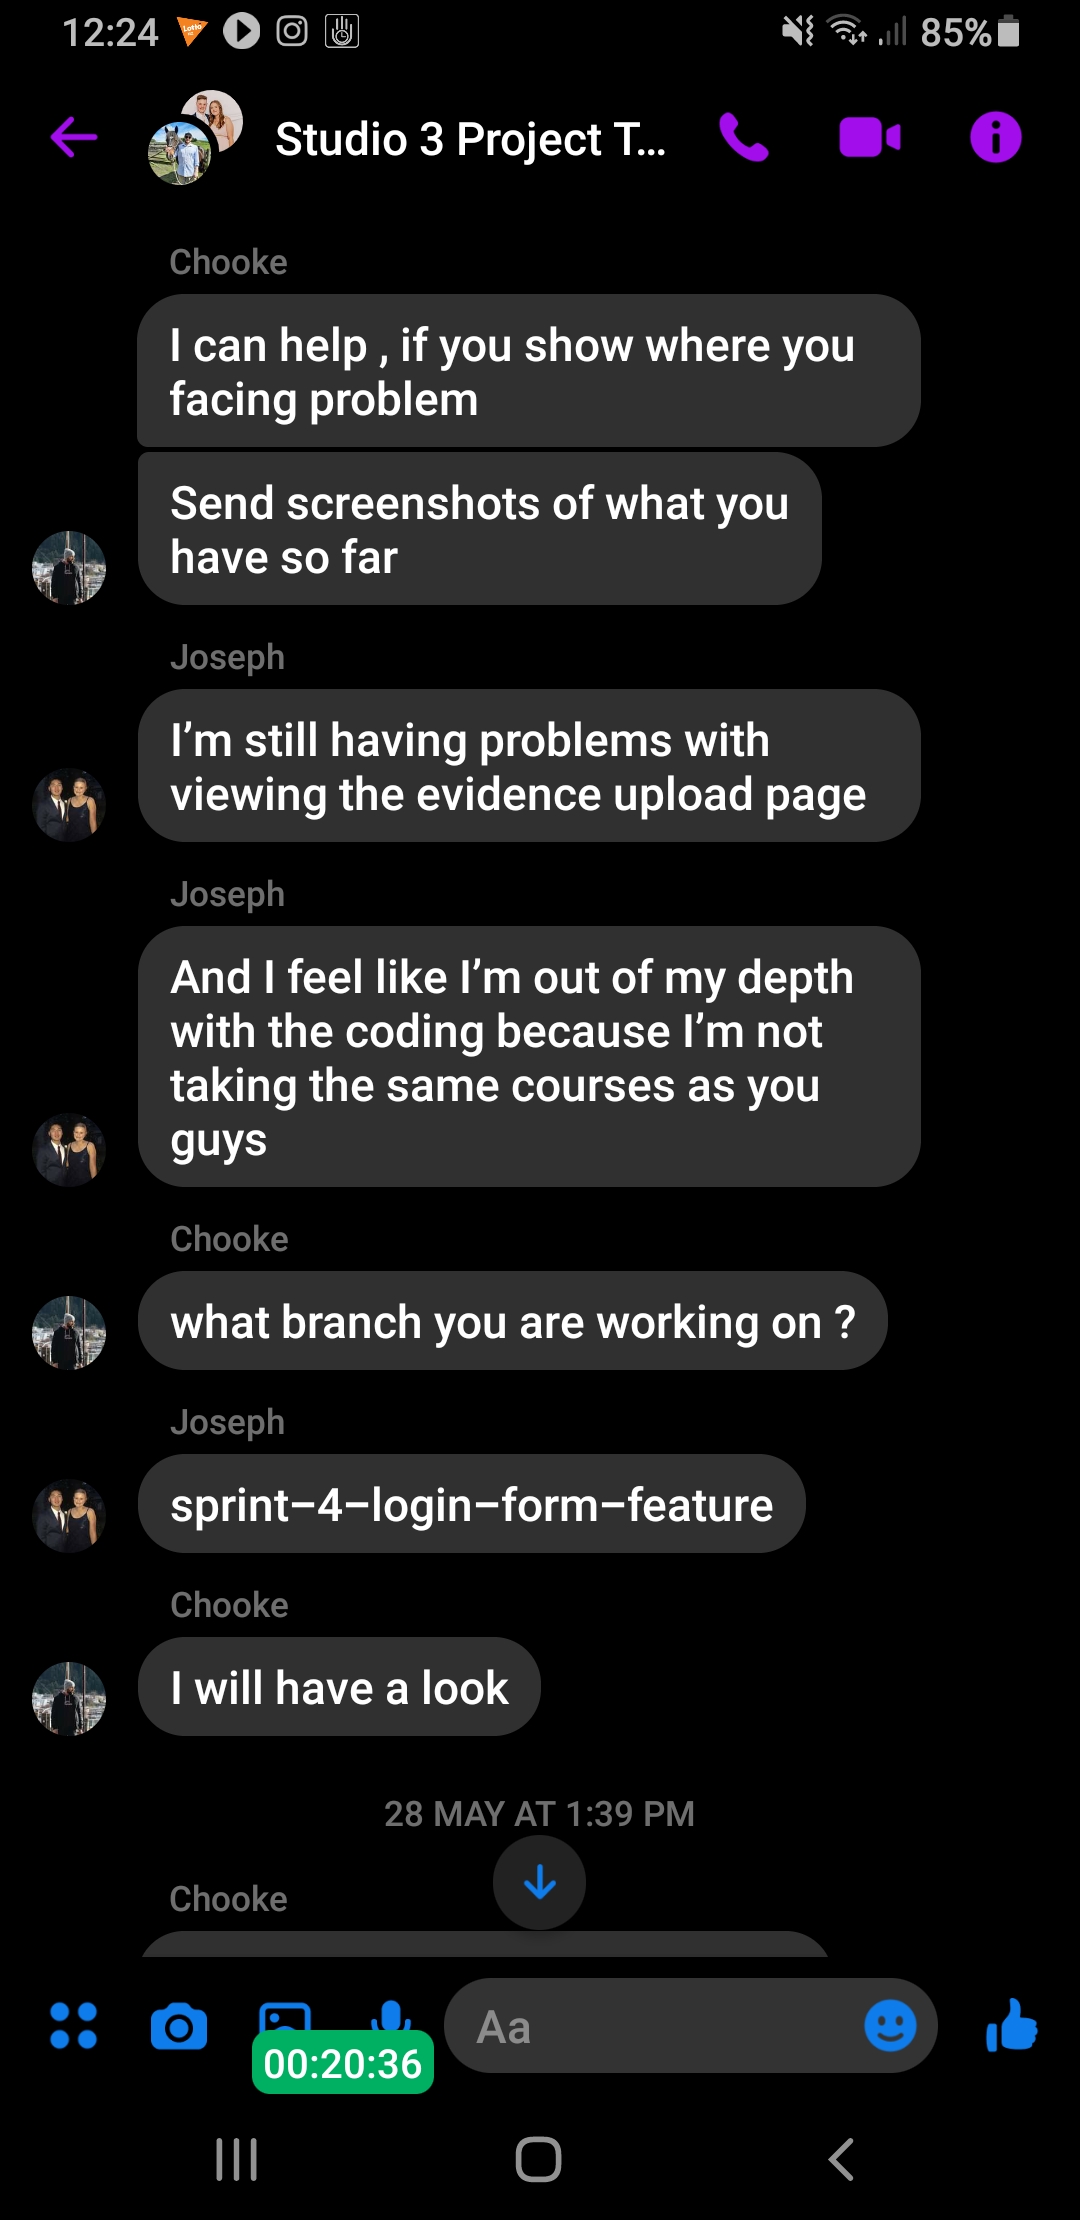 12:24
Lotto
85%
Studio 3 Project T...
Chooke
I can help , if you show where you
facing problem
Send screenshots of what you
have so far
Joseph
I’m still having problems with
viewing the evidence upload page
Joseph
And I feel like I’m out of my depth
with the coding because I’m not
taking the same courses as you
guys
Chooke
what branch you are working on ?
Joseph
sprint-4-login-form-feature
Chooke
I will have a look
28 MAY AT 1:39 PM
Chooke
Aa
00:20:36